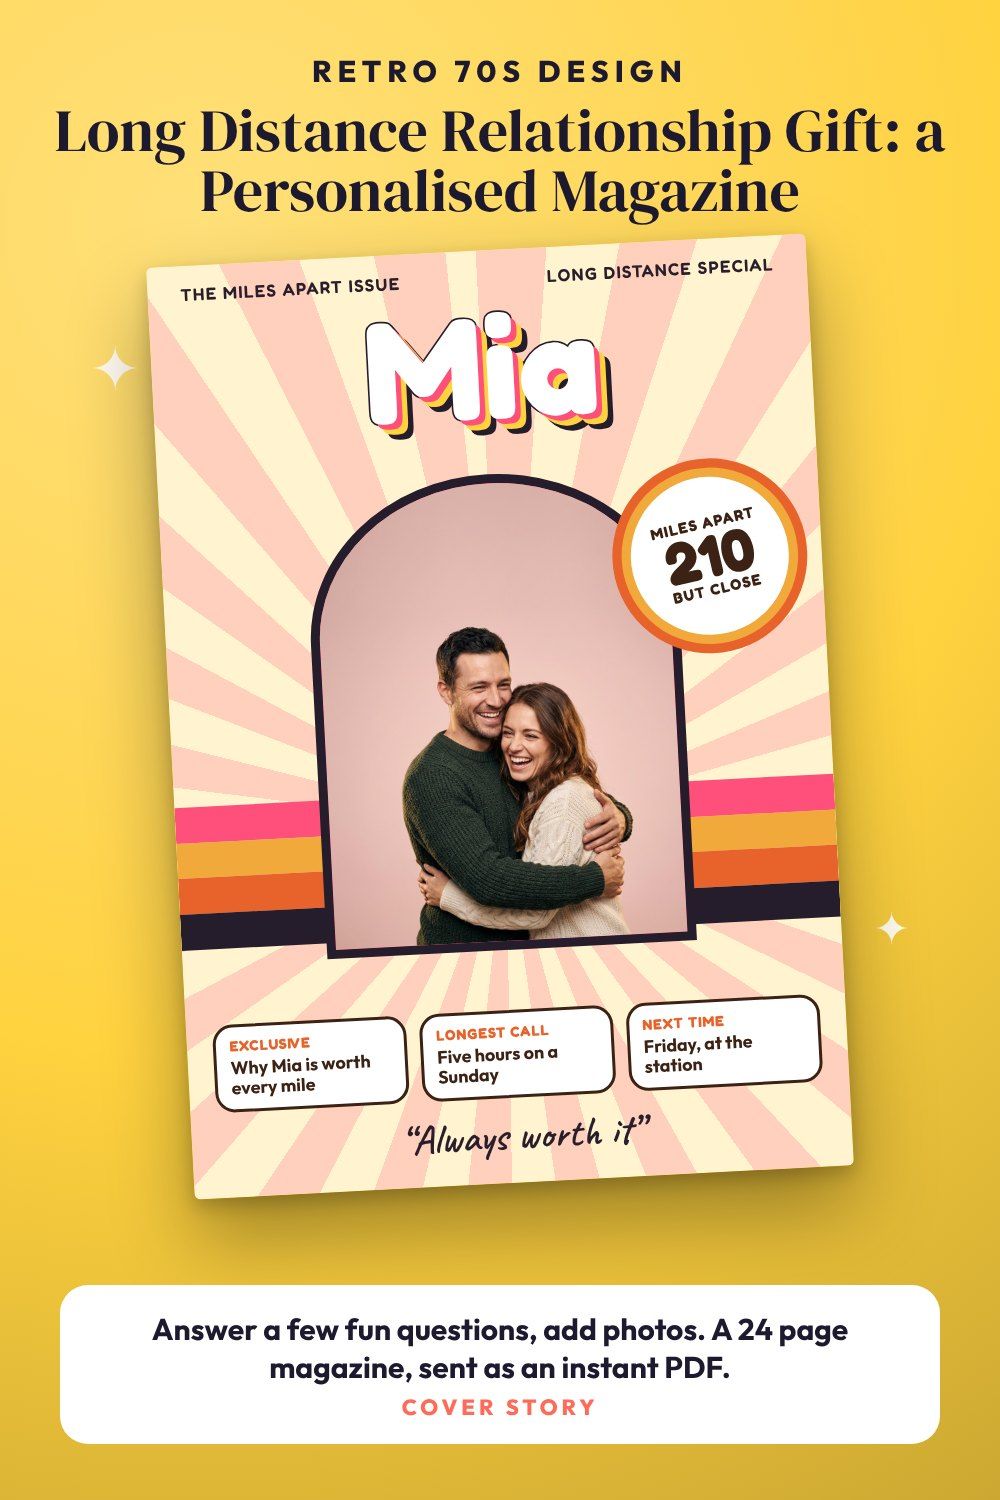 RETRO 70S DESIGN
Long Distance Relationship Gift: a
Personalised Magazine
THE MILES APART ISSUE
LONG DISTANCE SPECIAL
Mia
MILES APART
210
BUT CLOSE
EXCLUSIVE
Why Mia is worth
every mile
LONGEST CALL
Five hours on a
Sunday
NEXT TIME
Friday, at the
station
“Always worth it”
Answer a few fun questions, add photos. A 24 page
magazine, sent as an instant PDF.
COVER STORY